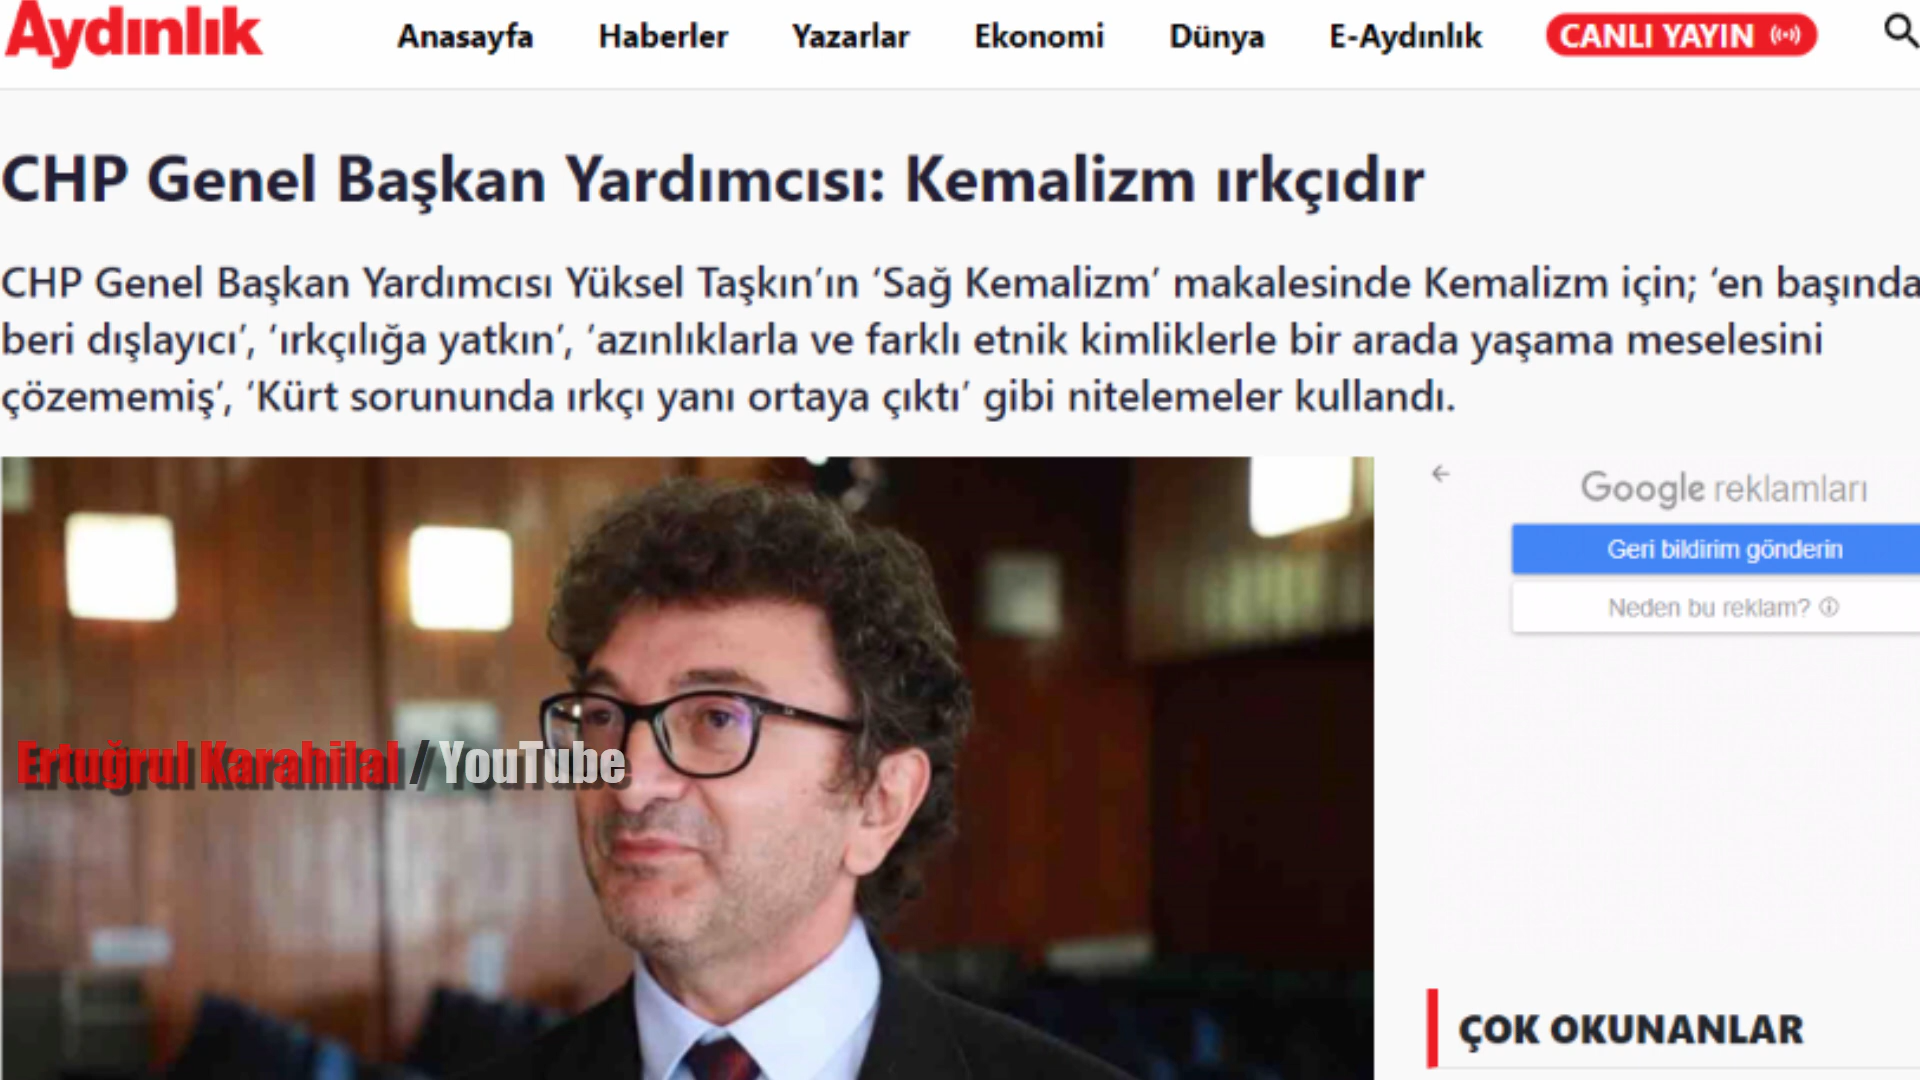 Aydınlık
Anasayfa Haberler Yazarlar Ekonomi Dünya E-Aydınlık CANLI YAYIN
CHP Genel Başkan Yardımcısı: Kemalizm ırkçıdır
CHP Genel Başkan Yardımcısı Yüksel Taşkın’ın ‘Sağ Kemalizm’ makalesinde Kemalizm için; ‘en başında
beri dışlayıcı’, ‘ırkçılığa yatkın’, ‘azınlıklarla ve farklı etnik kimliklerle bir arada yaşama meselesini
çözememiş’, ‘Kürt sorununda ırkçı yanı ortaya çıktı’ gibi nitelemeler kullandı.
Google reklamları
Geri bildirim gönderin
Neden bu reklam?
Ertuğrul Karahilal / YouTube
ÇOK OKUNANLAR